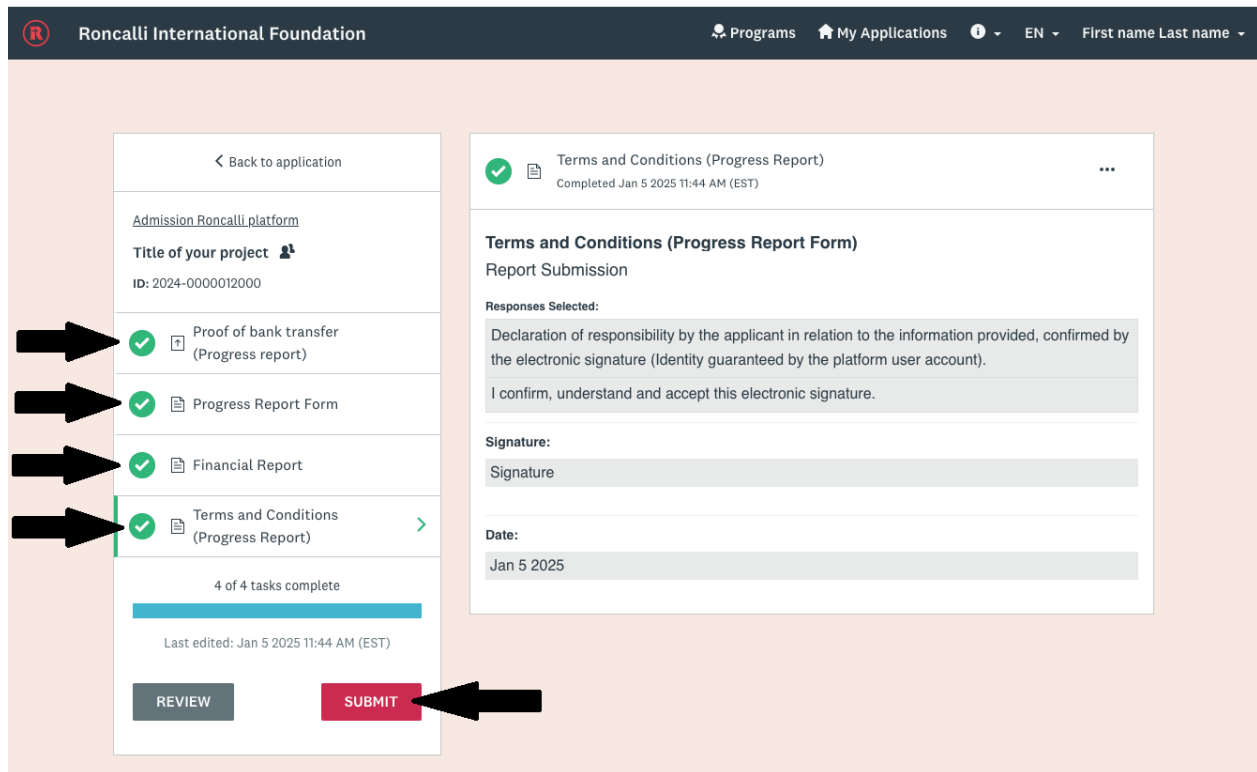 R
Roncalli International Foundation
Programs
My Applications
EN
First name Last name
Back to application
Admission Roncalli platform
Title of your project
ID: 2024-0000012000
Proof of bank transfer
(Progress report)
Progress Report Form
Financial Report
Terms and Conditions
(Progress Report)
4 of 4 tasks complete
Last edited: Jan 5 2025 11:44 AM (EST)
REVIEW
SUBMIT
Terms and Conditions (Progress Report)
Completed Jan 5 2025 11:44 AM (EST)
...
Terms and Conditions (Progress Report Form)
Report Submission
Responses Selected:
Declaration of responsibility by the applicant in relation to the information provided, confirmed by
the electronic signature (Identity guaranteed by the platform user account).
I confirm, understand and accept this electronic signature.
Signature:
Signature
Date:
Jan 5 2025